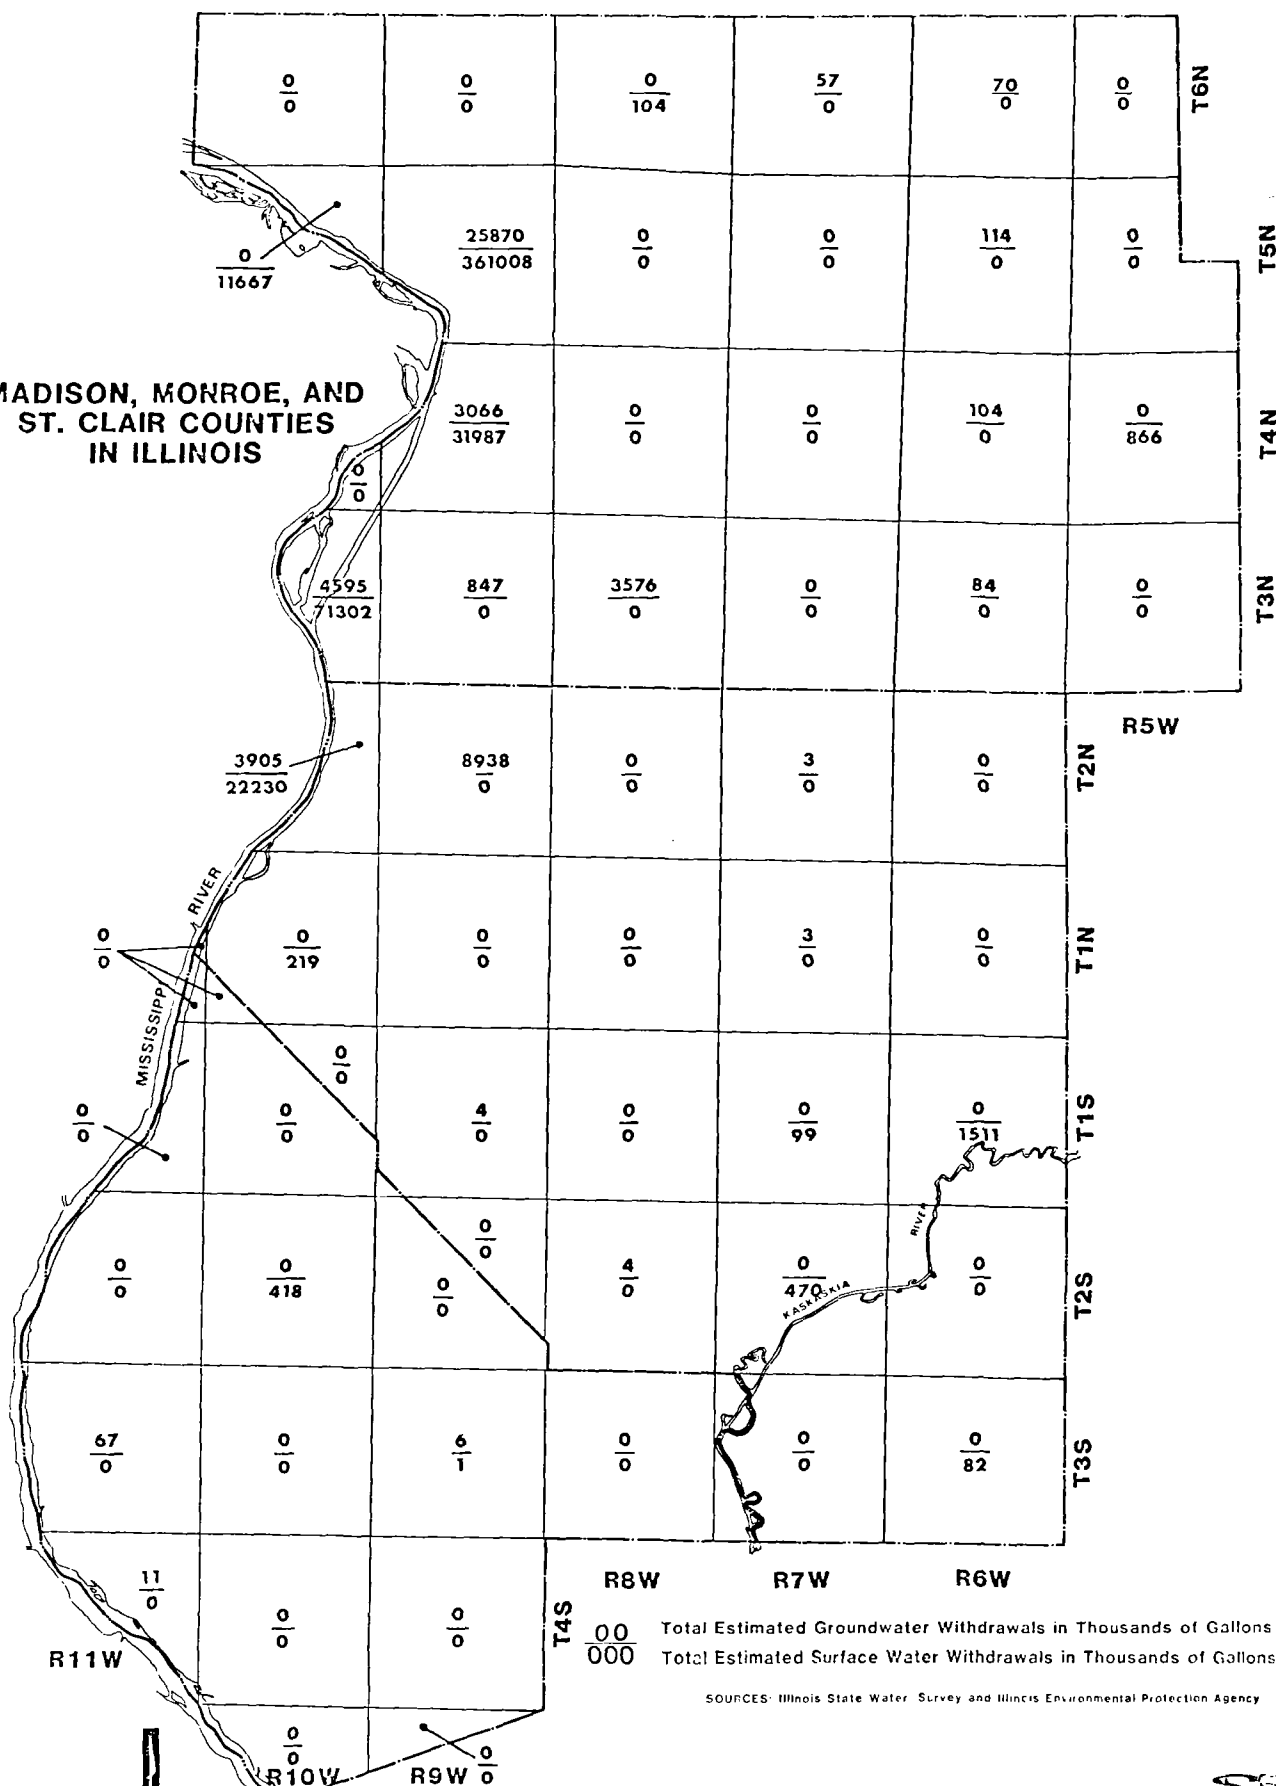 0 0 0 57 70 0
0 0 104 0 0 0
T6N
25870 0 0 114 0
361008 0 0 0 0
T5N
0
11667
MADISON, MONROE, AND
ST. CLAIR COUNTIES
IN ILLINOIS
3066 0 0 104 0
31987 0 0 0 866
T4N
0
0
4595 847 3576 0 84 0
71302 0 0 0 0 0
T3N
R5W
3905 8938 0 3 0
22230 0 0 0 0
T2N
RIVER
0 0 0 0 3 0
0 219 0 0 0 0
T1N
MISSISSIPPI
0
0
0 0 4 0 0 0
0 0 0 0 99 1511
T1S
RIVER
0
0
0 0 0 4 0 0
0 418 0 0 470 0
KASKASKIA
T2S
67 0 6 0 0 0
0 0 1 0 0 82
T3S
11 0 0
0 0 0
T4S
R8W R7W R6W
R11W
00 Total Estimated Groundwater Withdrawals in Thousands of Gallons
000 Total Estimated Surface Water Withdrawals in Thousands of Gallons
SOURCES: Illinois State Water Survey and Illinois Environmental Protection Agency
0 0
0 0
R10W R9W